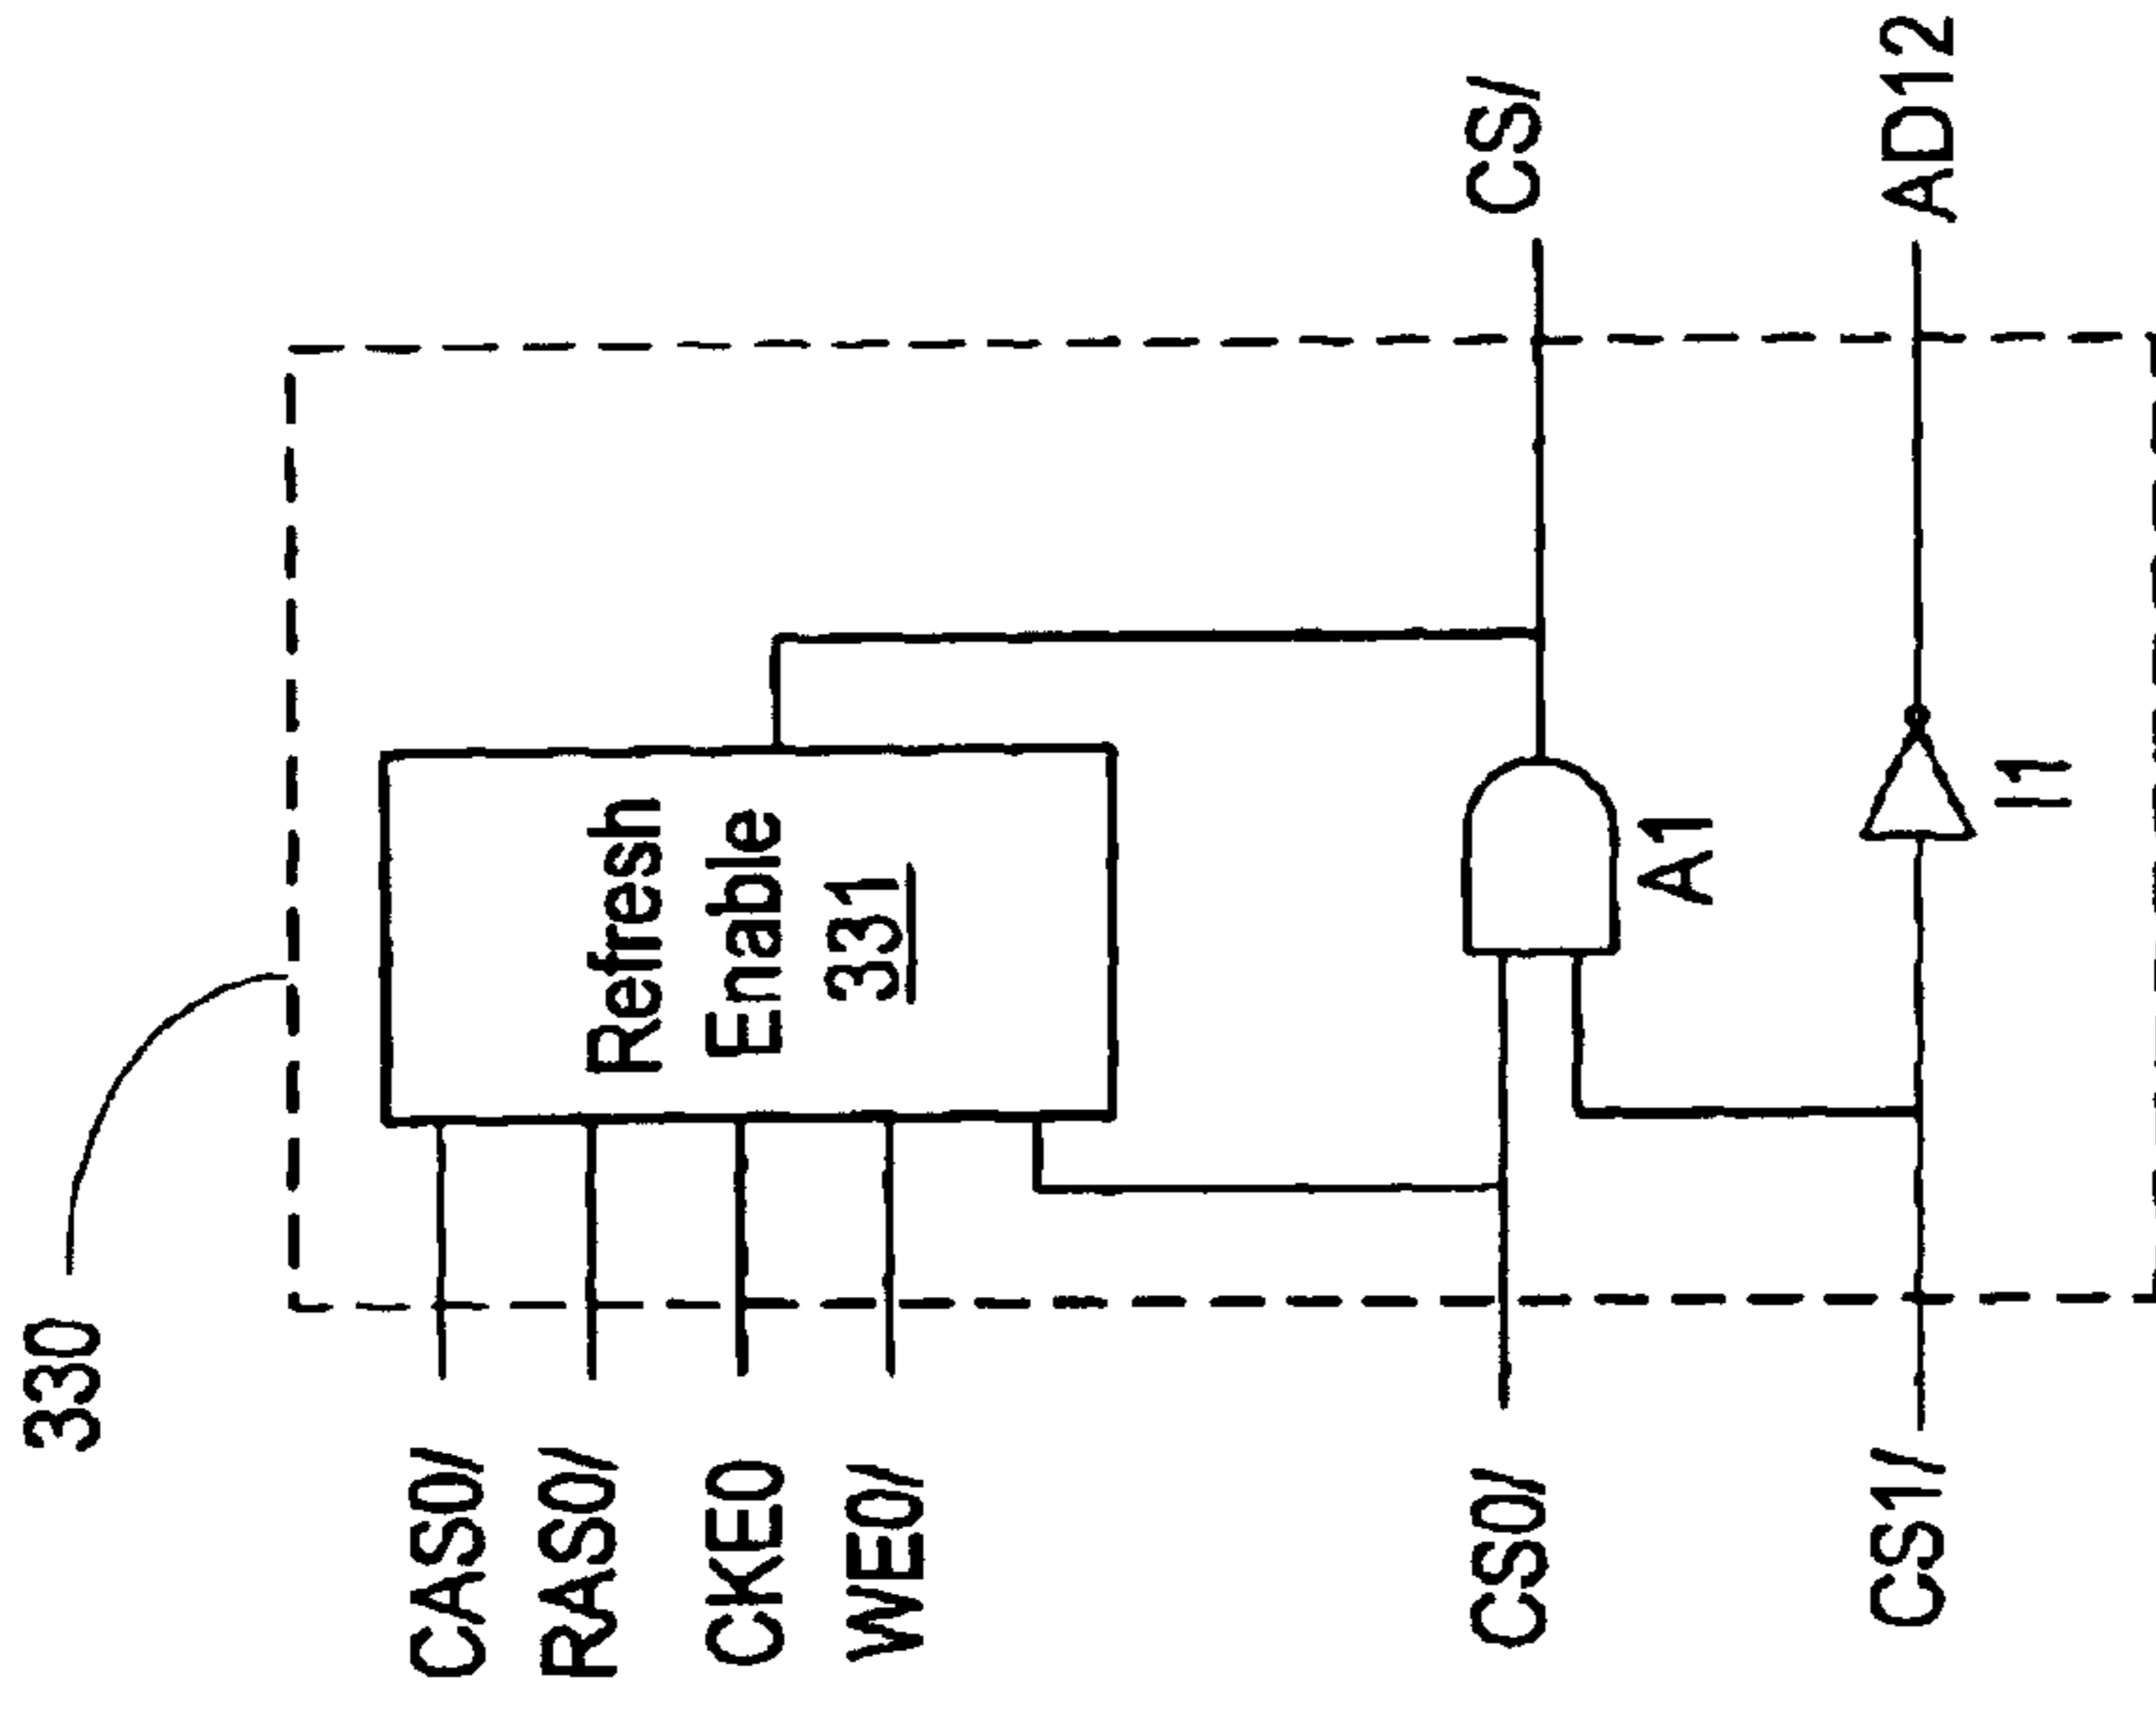 330
CAS0/
RAS0/
CKE0
WE0/
CS0/
CS1/
Refresh
Enable
331
A1
I1
CS/
AD12